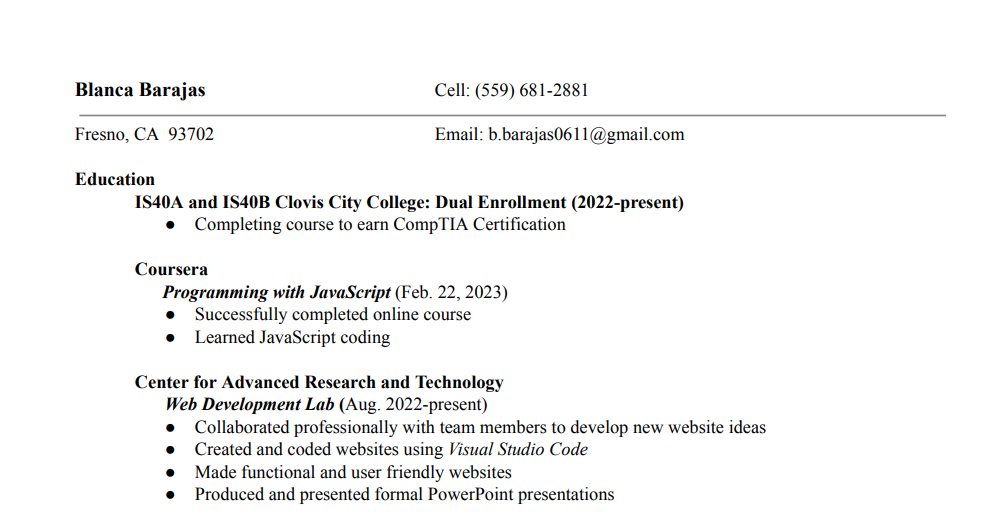 Blanca Barajas Cell: (559) 681-2881
Fresno, CA 93702 Email: b.barajas0611@gmail.com
Education
IS40A and IS40B Clovis City College: Dual Enrollment (2022-present)
● Completing course to earn CompTIA Certification
Coursera
Programming with JavaScript (Feb. 22, 2023)
● Successfully completed online course
● Learned JavaScript coding
Center for Advanced Research and Technology
Web Development Lab (Aug. 2022-present)
● Collaborated professionally with team members to develop new website ideas
● Created and coded websites using Visual Studio Code
● Made functional and user friendly websites
● Produced and presented formal PowerPoint presentations